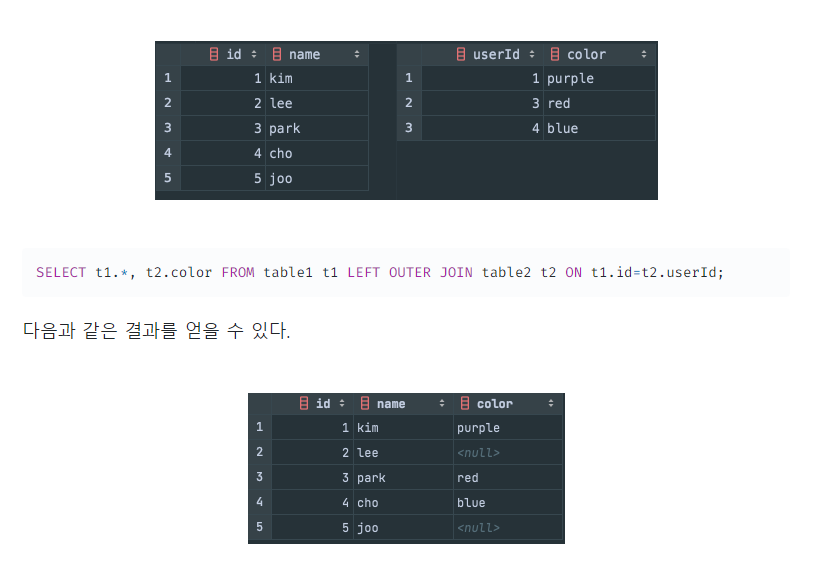 id name userId color
1 1 kim 1 1 purple
2 2 lee 2 3 red
3 3 park 3 4 blue
4 4 cho
5 5 joo
SELECT t1.*, t2.color FROM table1 t1 LEFT OUTER JOIN table2 t2 ON t1.id=t2.userId;
다음과 같은 결과를 얻을 수 있다.
id name color
1 1 kim purple
2 2 lee <null>
3 3 park red
4 4 cho blue
5 5 joo <null>